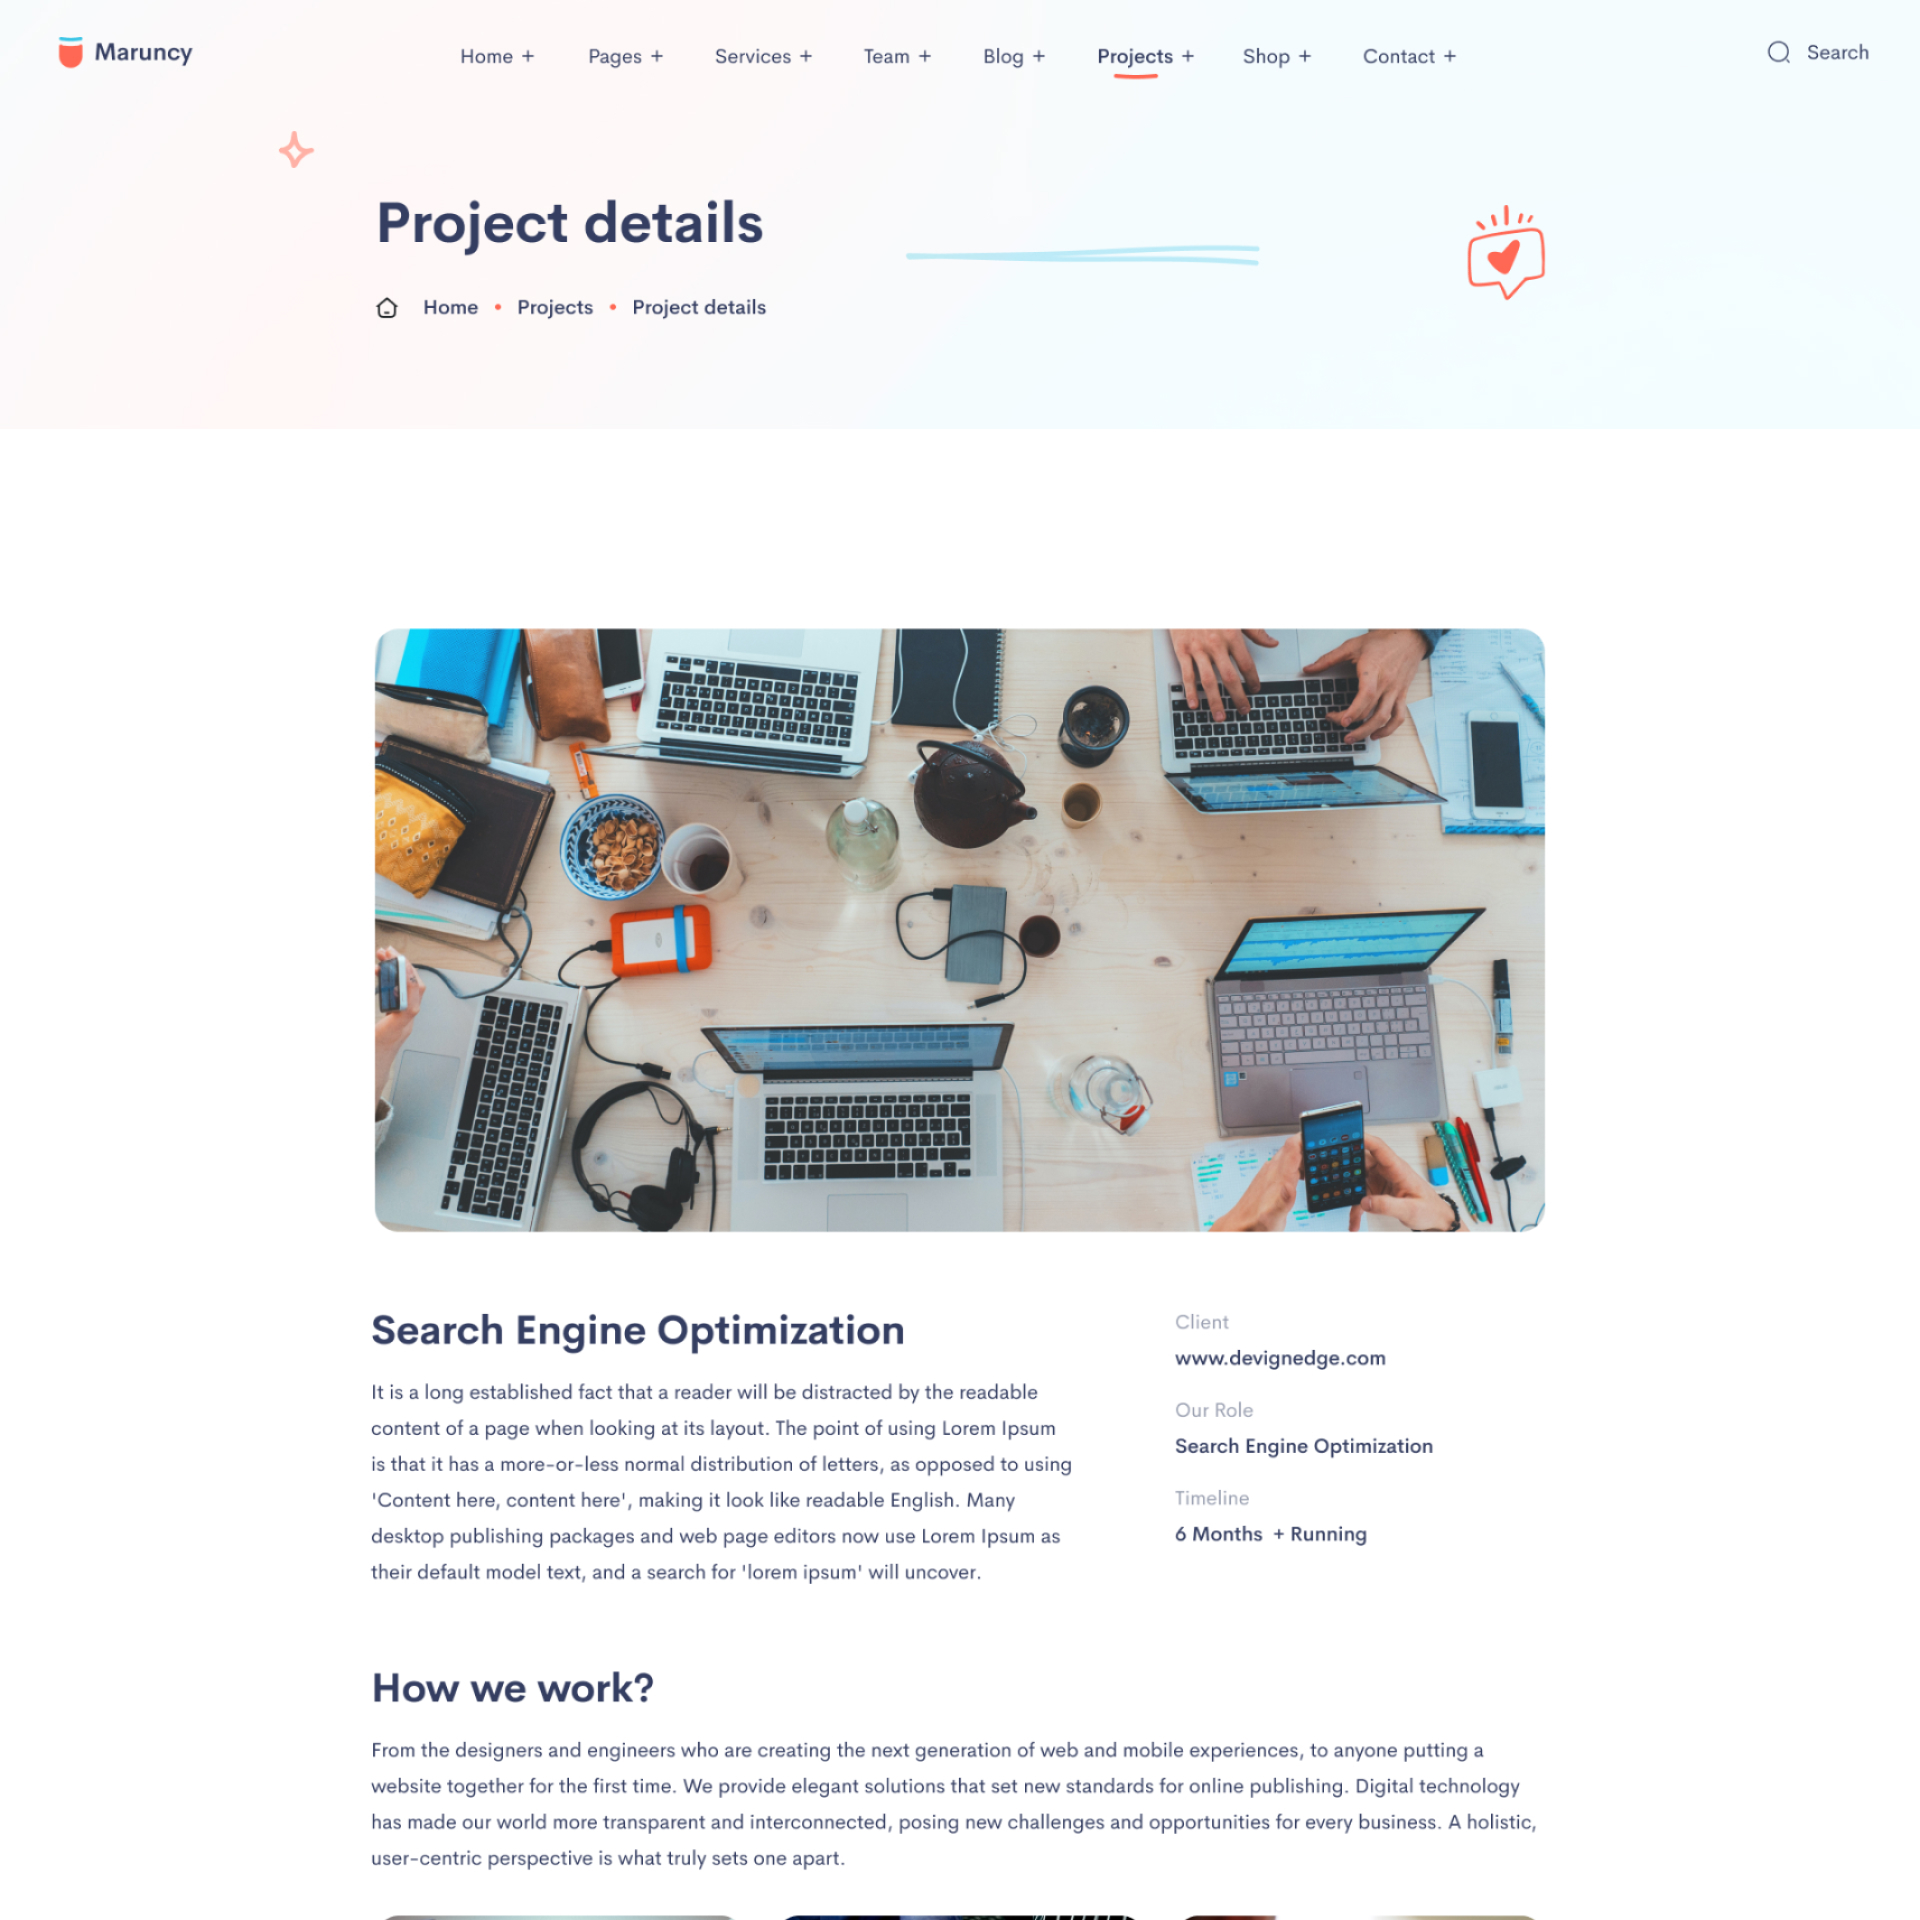 Maruncy
Home +
Pages +
Services +
Team +
Blog +
Projects +
Shop +
Contact +
Search
Project details
Home • Projects • Project details
Search Engine Optimization
It is a long established fact that a reader will be distracted by the readable
content of a page when looking at its layout. The point of using Lorem Ipsum
is that it has a more-or-less normal distribution of letters, as opposed to using
'Content here, content here', making it look like readable English. Many
desktop publishing packages and web page editors now use Lorem Ipsum as
their default model text, and a search for 'lorem ipsum' will uncover.
Client
www.devignedge.com
Our Role
Search Engine Optimization
Timeline
6 Months + Running
How we work?
From the designers and engineers who are creating the next generation of web and mobile experiences, to anyone putting a
website together for the first time. We provide elegant solutions that set new standards for online publishing. Digital technology
has made our world more transparent and interconnected, posing new challenges and opportunities for every business. A holistic,
user-centric perspective is what truly sets one apart.